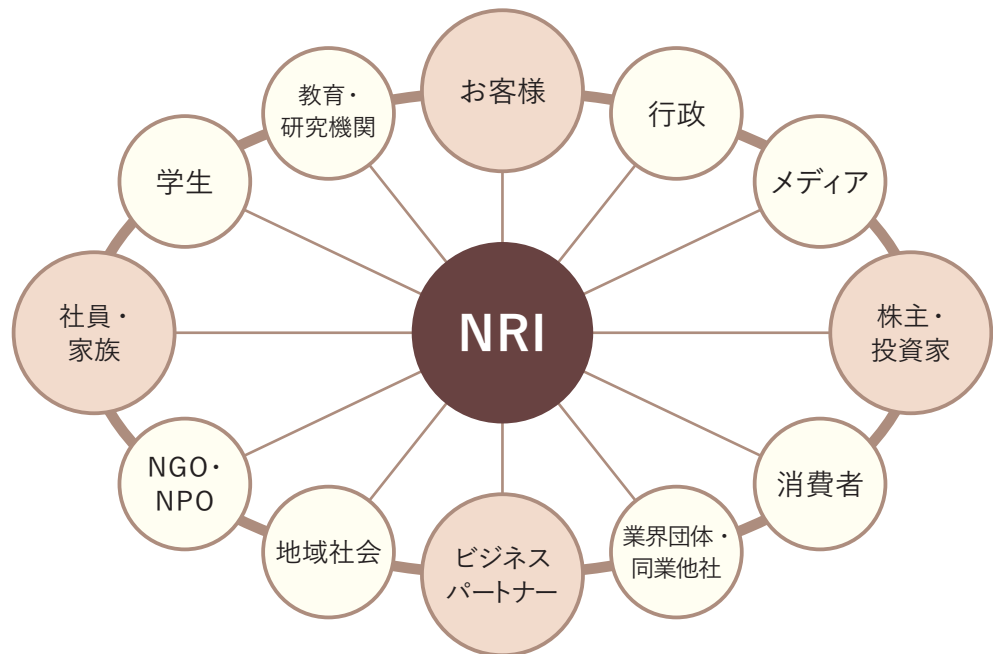 お客様
行政
メディア
株主・
投資家
消費者
業界団体・
同業他社
ビジネス
パートナー
地域社会
NGO・
NPO
社員・
家族
学生
教育・
研究機関
NRI